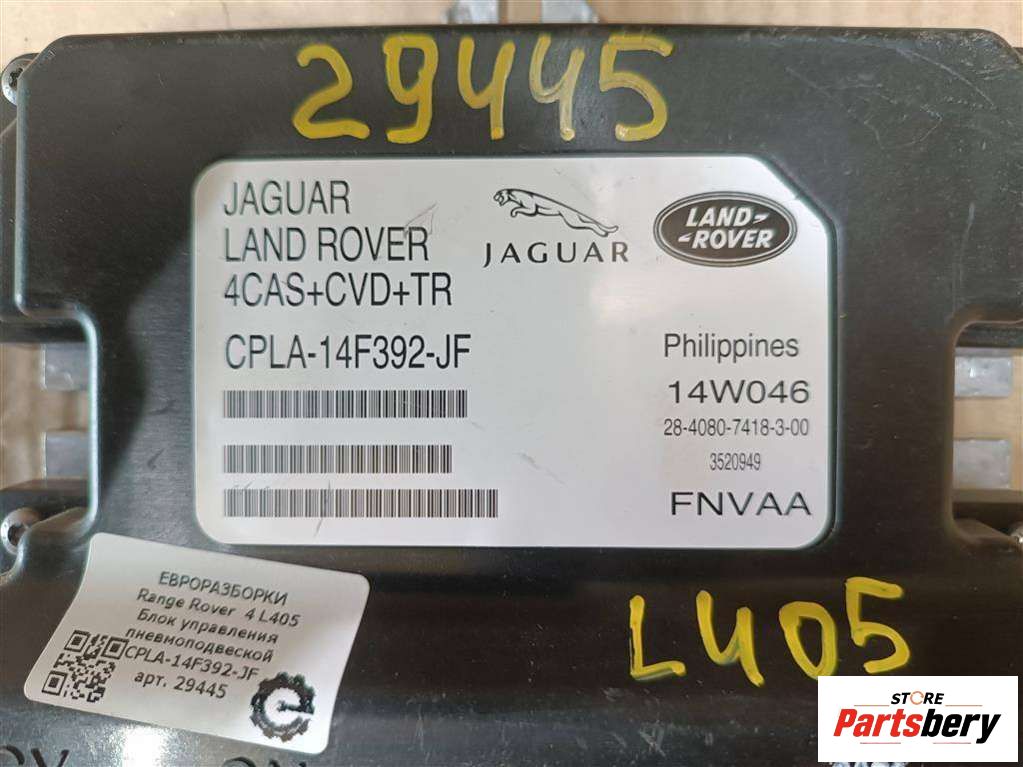 29445
JAGUAR
LAND ROVER
4CAS+CVD+TR
JAGUAR
LAND-
-ROVER
CPLA-14F392-JF
Philippines
14W046
28-4080-7418-3-00
3520949
FNVAA
ЕВРОРАЗБОРКИ
Range Rover 4 L405
Блок управления
пневмоподвеской
CPLA-14F392-JF
арт. 29445
L405
STORE
Partsbery